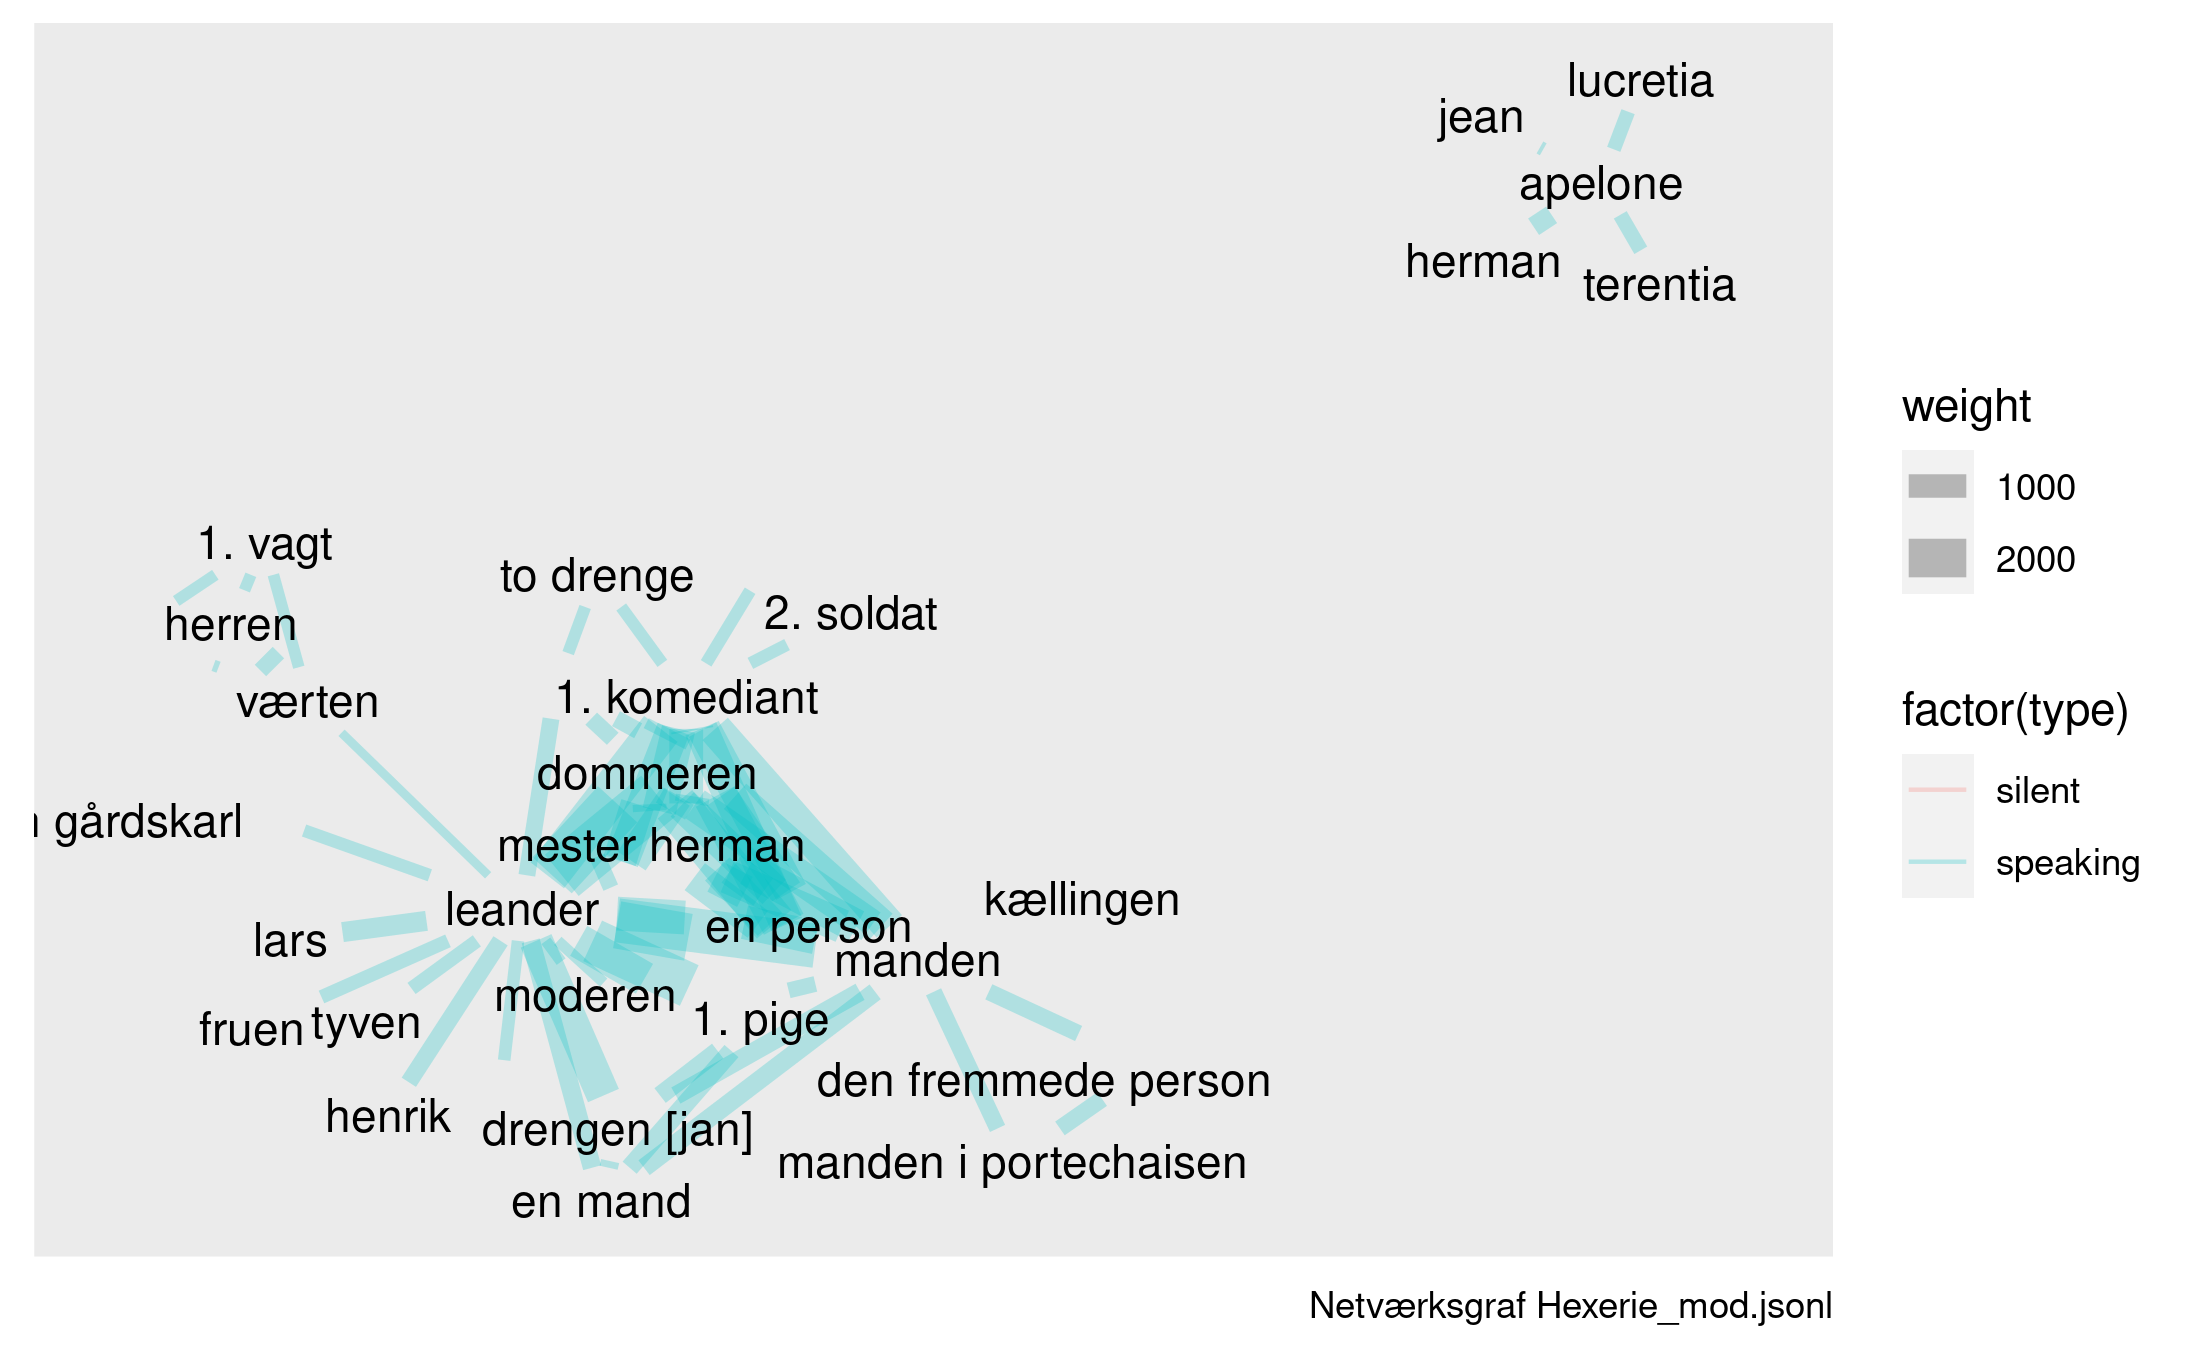 lucretia
jean
apelone
herman
terentia
1. vagt
to drenge
2. soldat
herren
værten
1. komediant
dommeren
gårdskarl
mester herman
kællingen
leander
en person
lars
manden
moderen
1. pige
fruen
tyven
den fremmede person
henrik
drengen [jan]
manden i portechaisen
en mand
weight
1000
2000
factor(type)
silent
speaking
Netværksgraf Hexerie_mod.jsonl